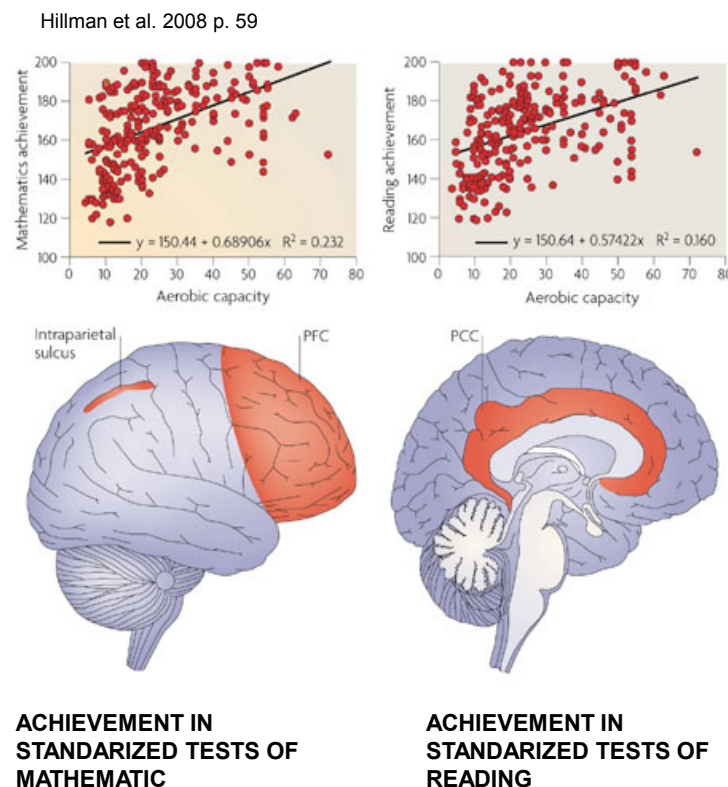 Hillman et al. 2008 p. 59
Mathematics achievement
200
180
160
140
120
100
y = 150.44 + 0.68906x R² = 0.232
0 10 20 30 40 50 60 70 80
Aerobic capacity
Reading achievement
200
180
160
140
120
100
y = 150.64 + 0.57422x R² = 0.160
0 10 20 30 40 50 60 70 80
Aerobic capacity
Intraparietal
sulcus
PFC
PCC
ACHIEVEMENT IN
STANDARIZED TESTS OF
MATHEMATIC
ACHIEVEMENT IN
STANDARIZED TESTS OF
READING